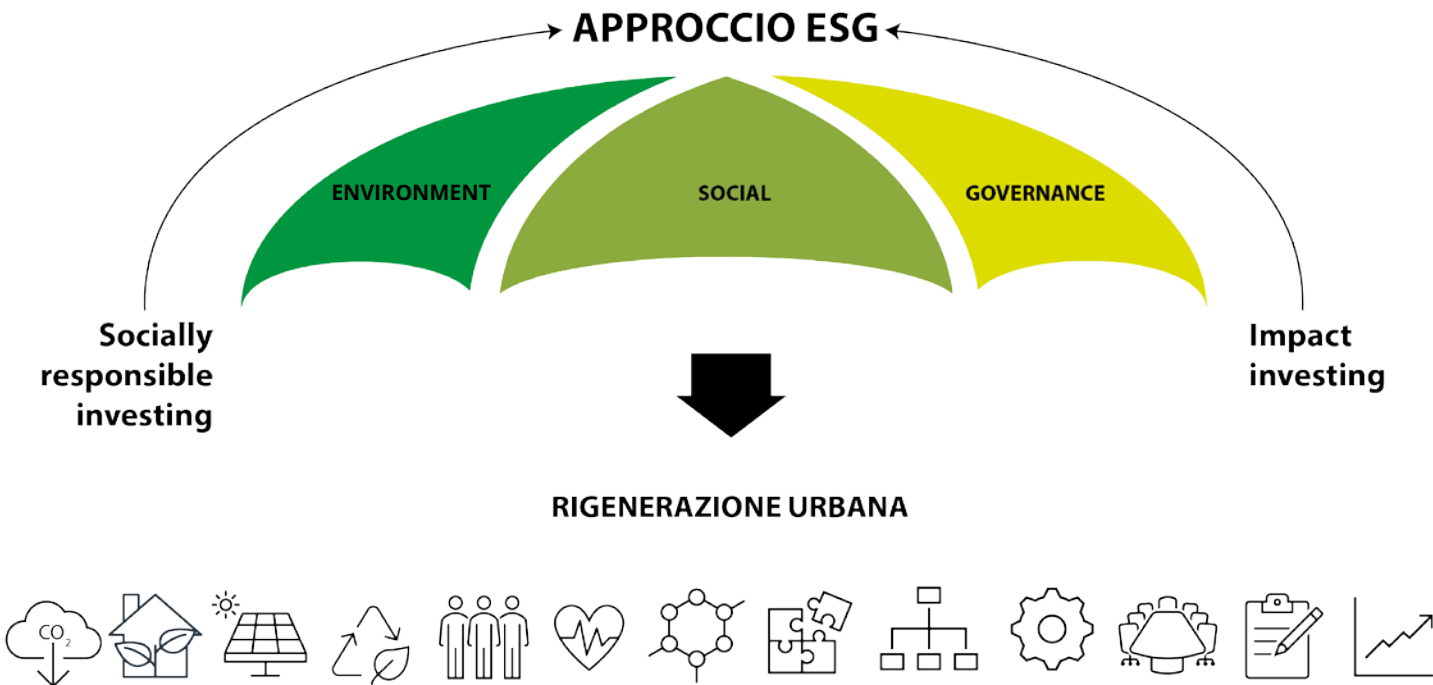 APPROCCIO ESG
ENVIRONMENT
SOCIAL
GOVERNANCE
Socially
responsible
investing
Impact
investing
RIGENERAZIONE URBANA
CO2